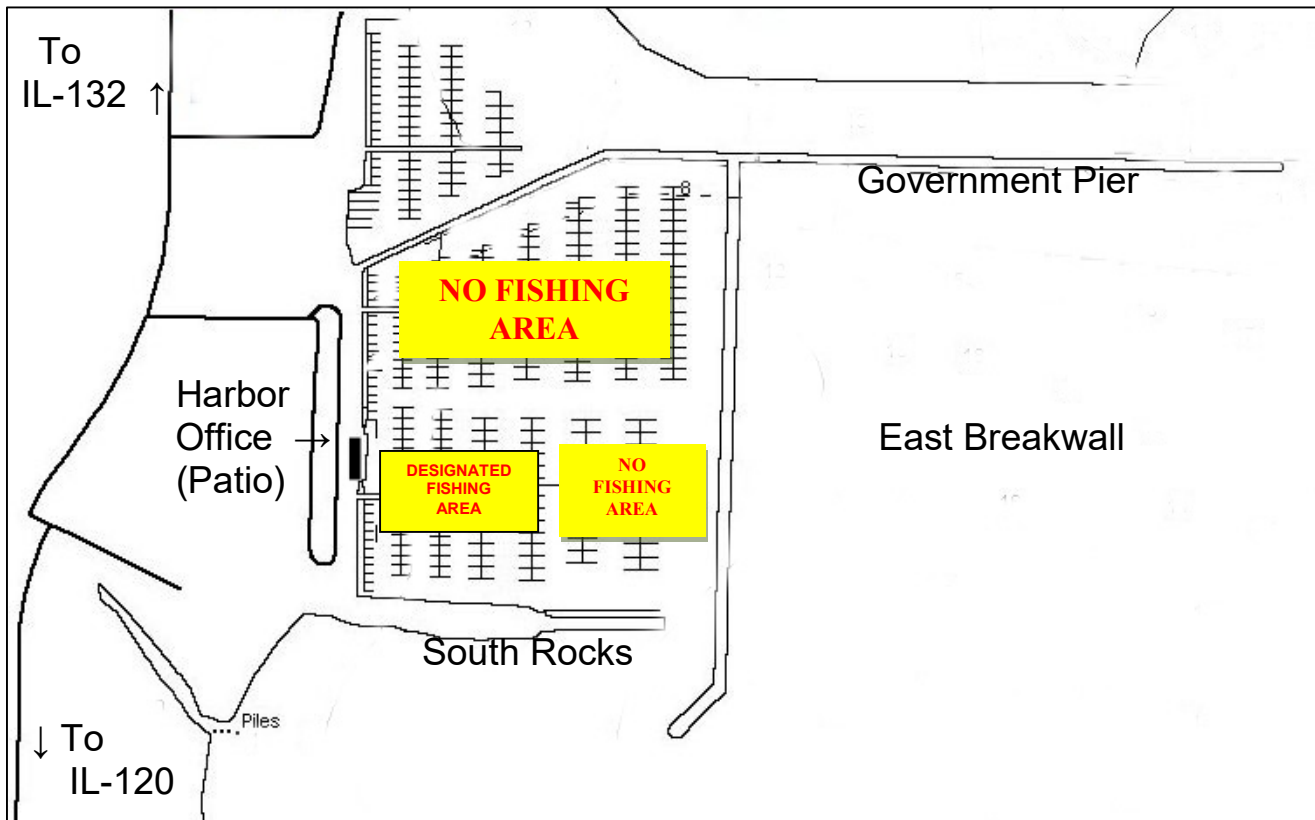 To
IL-132 ↑
8
Government Pier
NO FISHING
AREA
Harbor
Office →
(Patio)
East Breakwall
DESIGNATED
FISHING
AREA
NO
FISHING
AREA
South Rocks
Piles
↓ To
IL-120